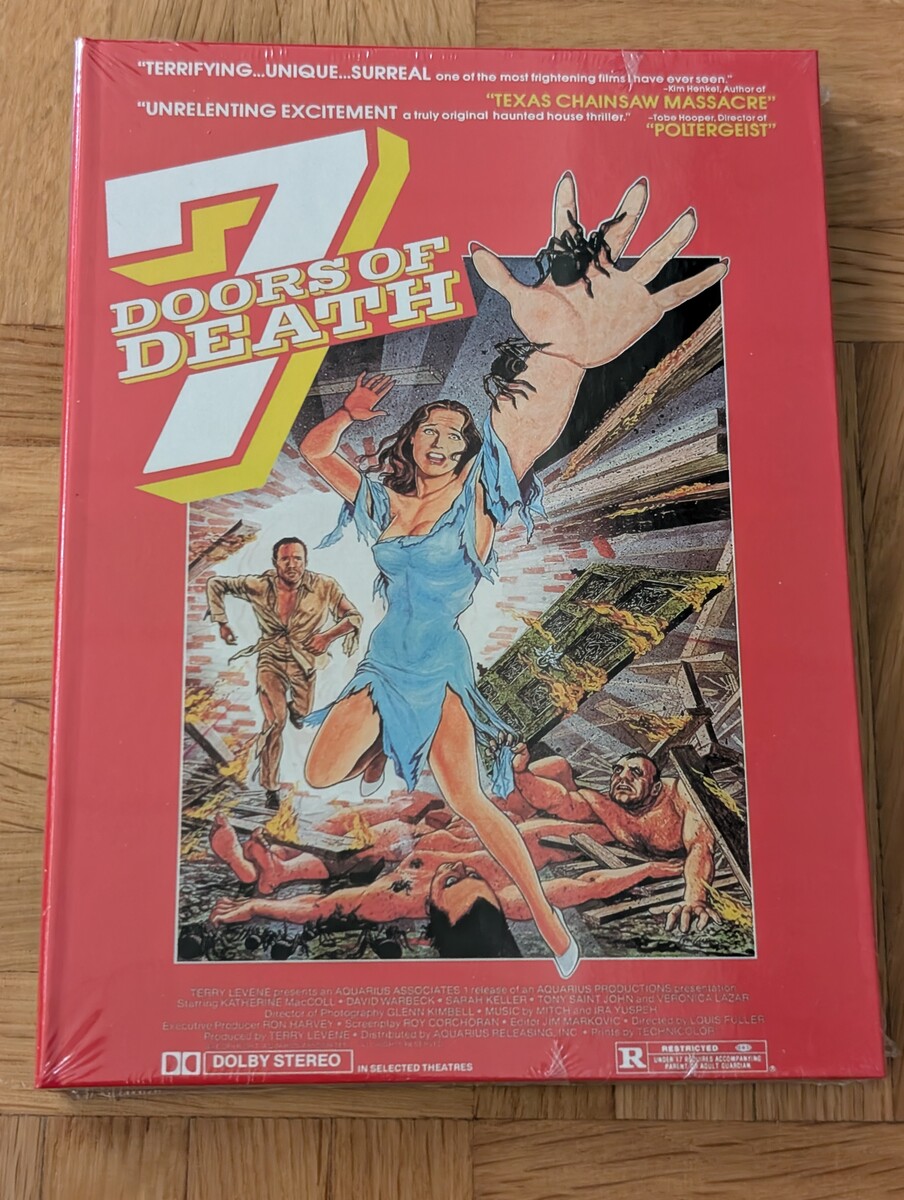 "TERRIFYING...UNIQUE...SURREAL one of the most frightening films I have ever seen."
-Kim Henkel, Author of
"TEXAS CHAINSAW MASSACRE"
"UNRELENTING EXCITEMENT a truly original haunted house thriller."
-Tobe Hooper, Director of
"POLTERGEIST"
7
DOORS OF
DEATH
TERRY LEVENE presents an AQUARIUS ASSOCIATES 1 release of an AQUARIUS PRODUCTIONS presentation
Starring KATHERINE MacCOLL • DAVID WARBECK • SARAH KELLER • TONY SAINT JOHN and VERONICA LAZAR
Director of Photography GLENN KIMBELL • MUSIC by MITCH and IRA YUSPEH
Executive Producer RON HARVEY • Screenplay ROY CORCHORAN • Editor JIM MARKOVIC • Directed by LOUIS FULLER
Produced by TERRY LEVENE • Distributed by AQUARIUS RELEASING, INC. • Prints by TECHNICOLOR
DOLBY STEREO
IN SELECTED THEATRES
R
RESTRICTED
UNDER 17 REQUIRES ACCOMPANYING
PARENT OR ADULT GUARDIAN